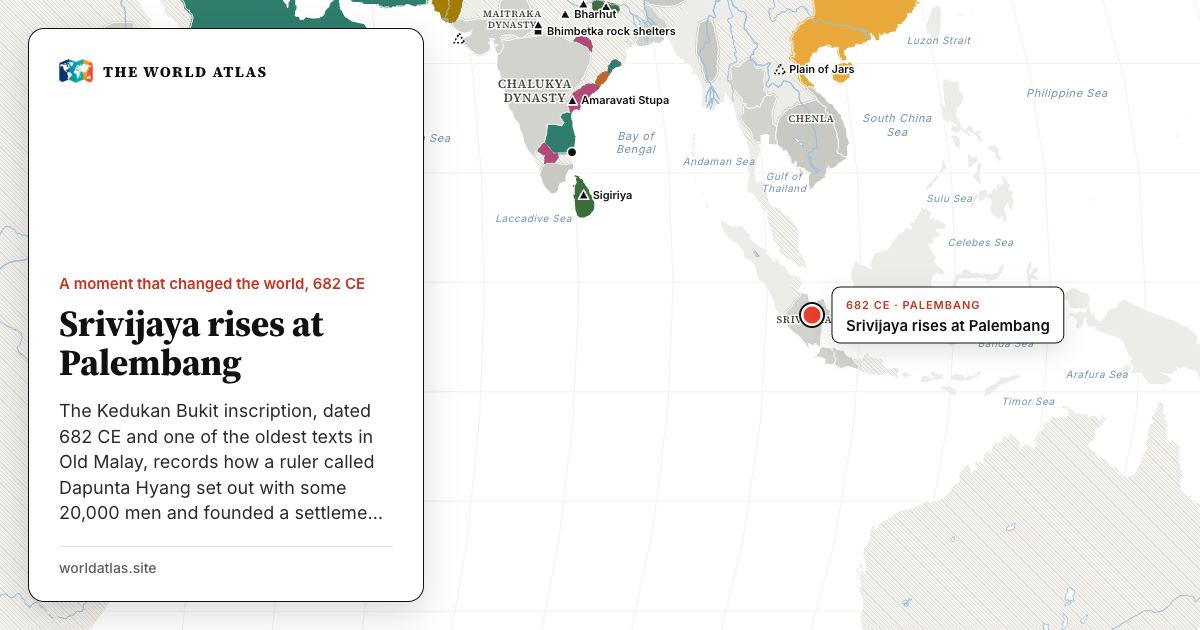 THE WORLD ATLAS
A moment that changed the world, 682 CE
Srivijaya rises at
Palembang
The Kedukan Bukit inscription, dated
682 CE and one of the oldest texts in
Old Malay, records how a ruler called
Dapunta Hyang set out with some
20,000 men and founded a settleme...
worldatlas.site
MAITRAKA
DYNASTY
Bharhut
Bhimbetka rock shelters
CHALUKYA
DYNASTY
Amaravati Stupa
Sea
Bay of
Bengal
Sigiriya
Laccadive Sea
Andaman Sea
Plain of Jars
CHENLA
Gulf of
Thailand
Luzon Strait
Philippine Sea
South China
Sea
Sulu Sea
Celebes Sea
682 CE · PALEMBANG
Srivijaya rises at Palembang
Banda Sea
Arafura Sea
Timor Sea